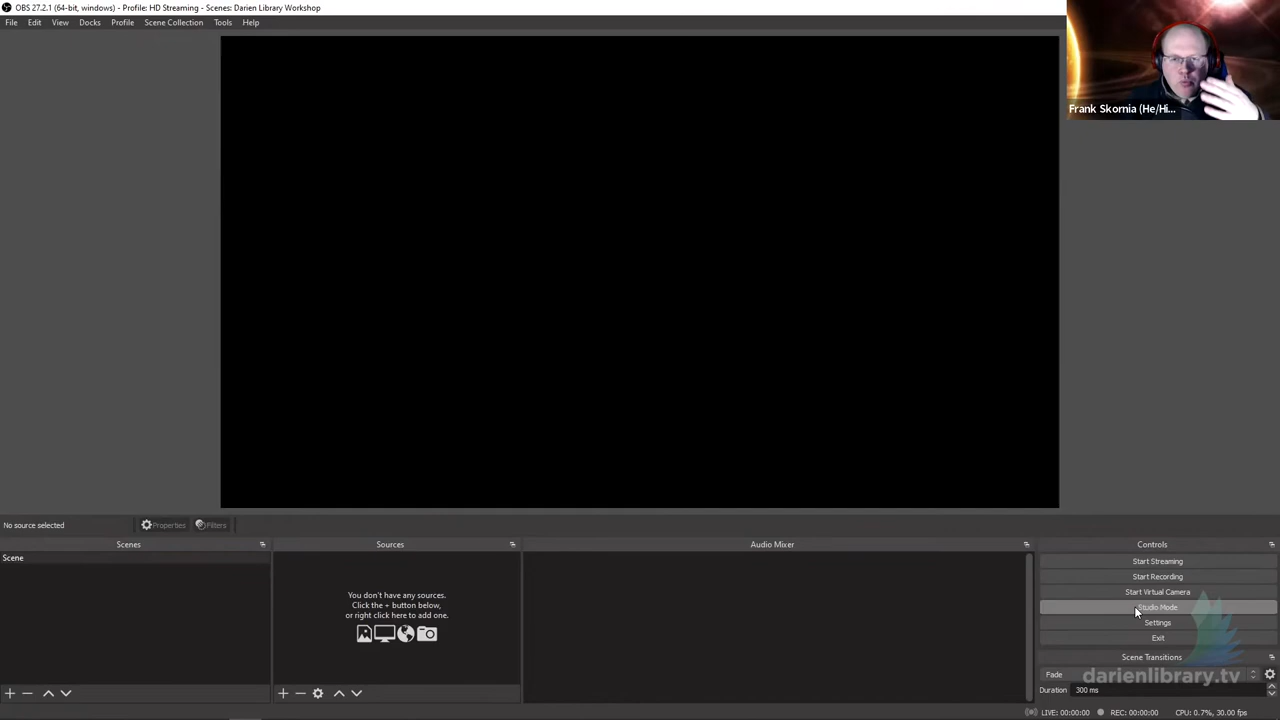 OBS 27.2.1 (64-bit, windows) - Profile: HD Streaming - Scenes: Darien Library Workshop
File Edit View Docks Profile Scene Collection Tools Help
Frank Skornia (He/Hi...
No source selected Properties Filters
Scenes Sources Audio Mixer Controls
Scene
You don't have any sources.
Click the + button below,
or right click here to add one.
Start Streaming
Start Recording
Start Virtual Camera
Studio Mode
Settings
Exit
Scene Transitions
Fade
darienlibrary.tv
Duration 300 ms
LIVE: 00:00:00 REC: 00:00:00 CPU: 0.7%, 30.00 fps